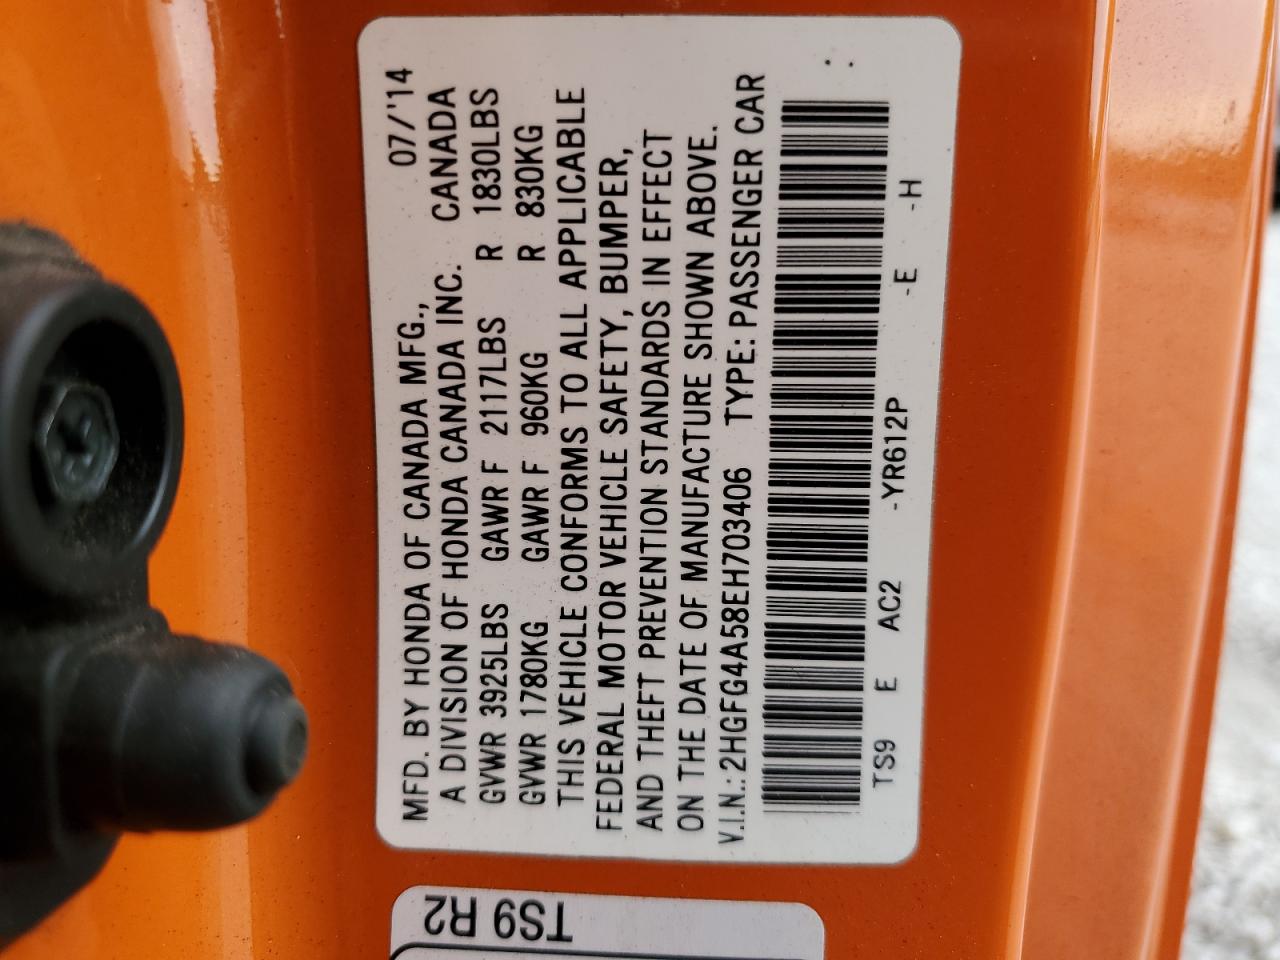 MFD. BY HONDA OF CANADA MFG., 07/'14
A DIVISION OF HONDA CANADA INC. CANADA
GVWR 3925LBS GAWR F 2117LBS R 1830LBS
GVWR 1780KG GAWR F 960KG R 830KG
THIS VEHICLE CONFORMS TO ALL APPLICABLE
FEDERAL MOTOR VEHICLE SAFETY, BUMPER,
AND THEFT PREVENTION STANDARDS IN EFFECT
ON THE DATE OF MANUFACTURE SHOWN ABOVE.
V.I.N.: 2HGFG4A58EH703406 TYPE: PASSENGER CAR
TS9 E AC2 -YR612P -E -H
TS9 R2